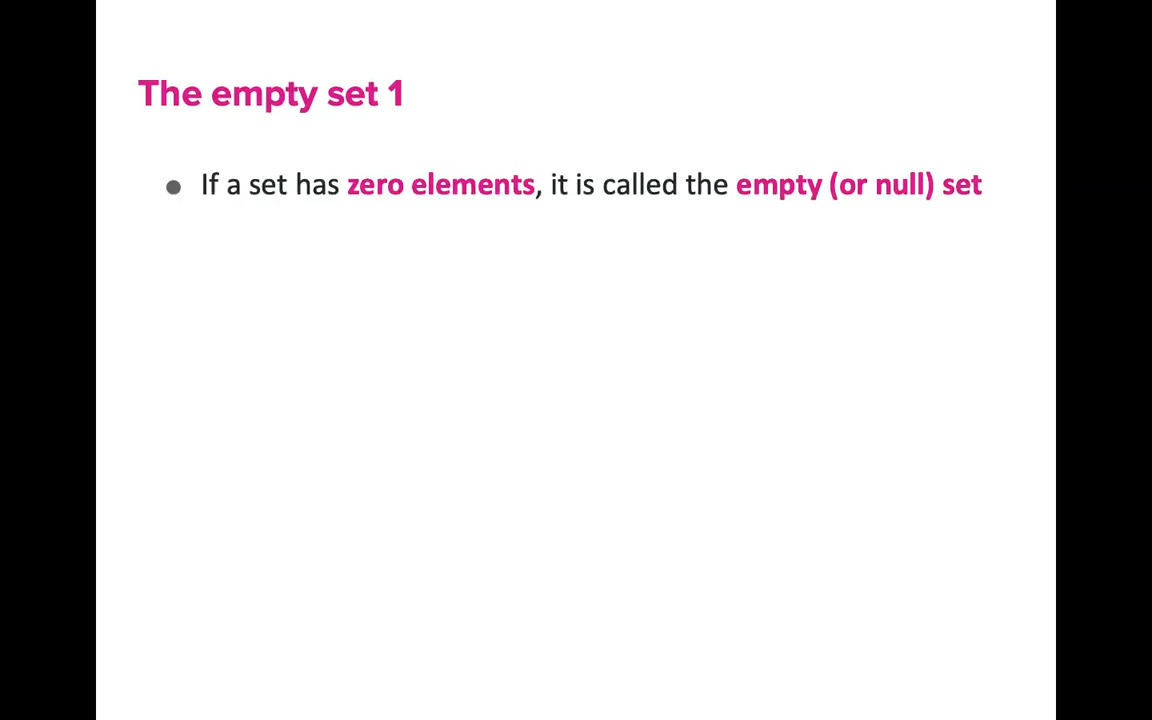 The empty set 1
● If a set has zero elements, it is called the empty (or null) set